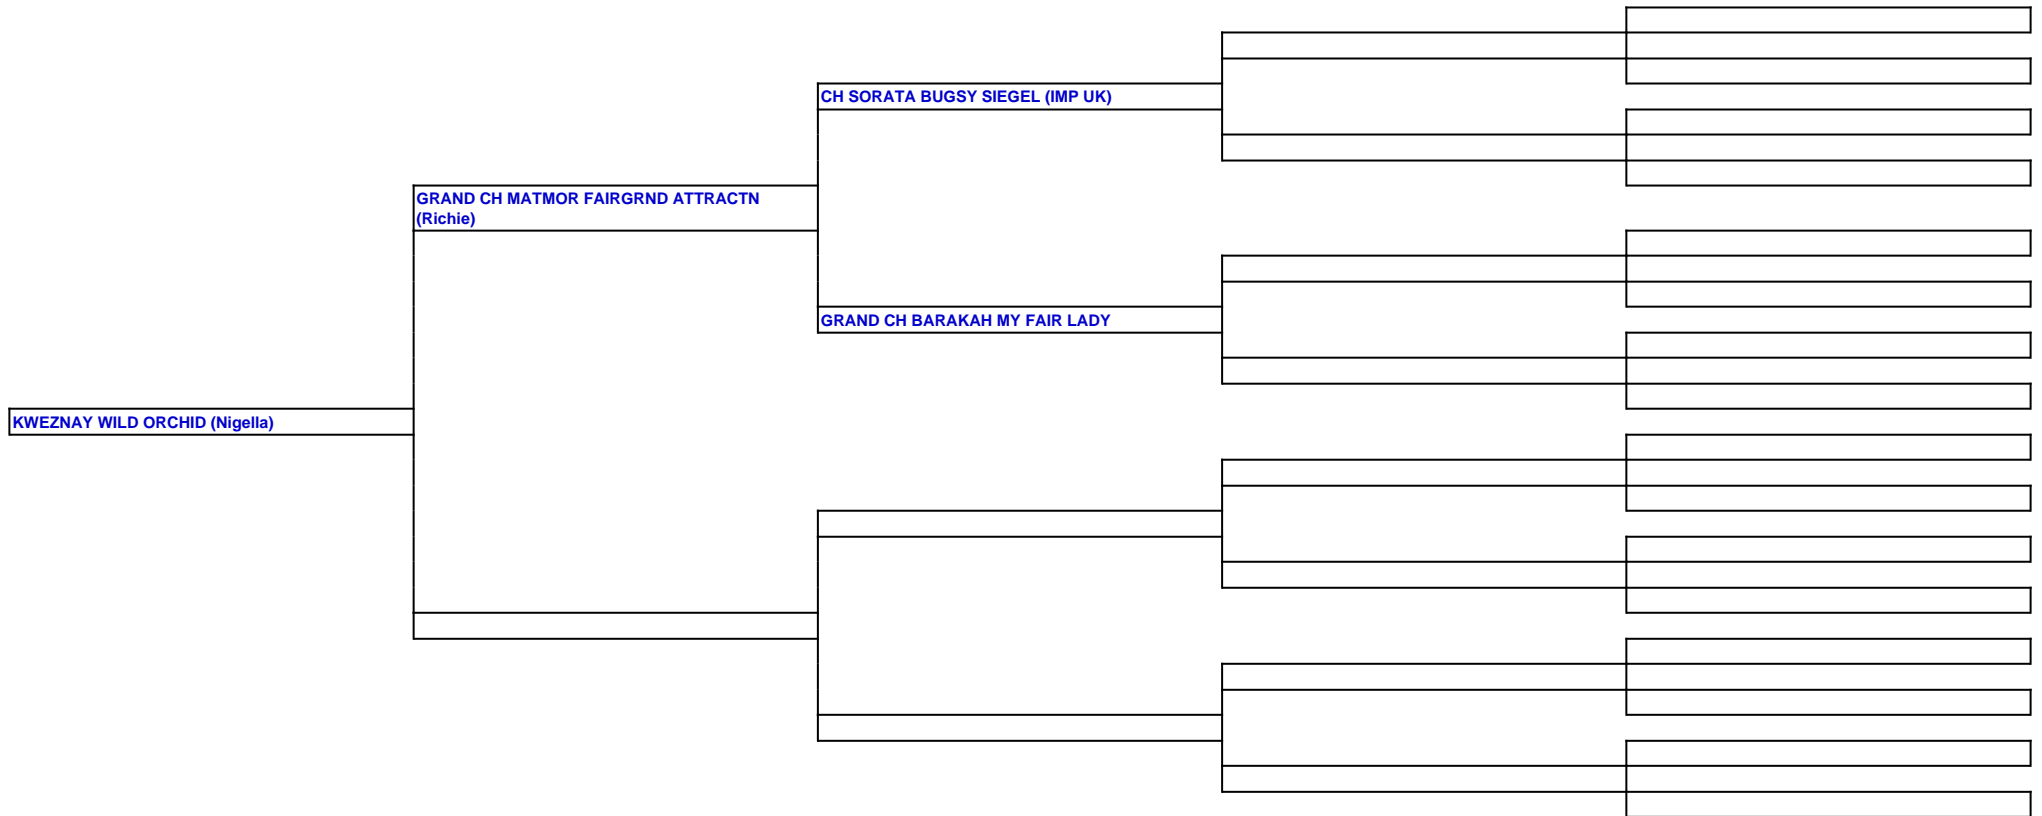 CH SORATA BUGSY SIEGEL (IMP UK)
GRAND CH MATMOR FAIRGRND ATTRACTN
(Richie)
GRAND CH BARAKAH MY FAIR LADY
KWEZNAY WILD ORCHID (Nigella)